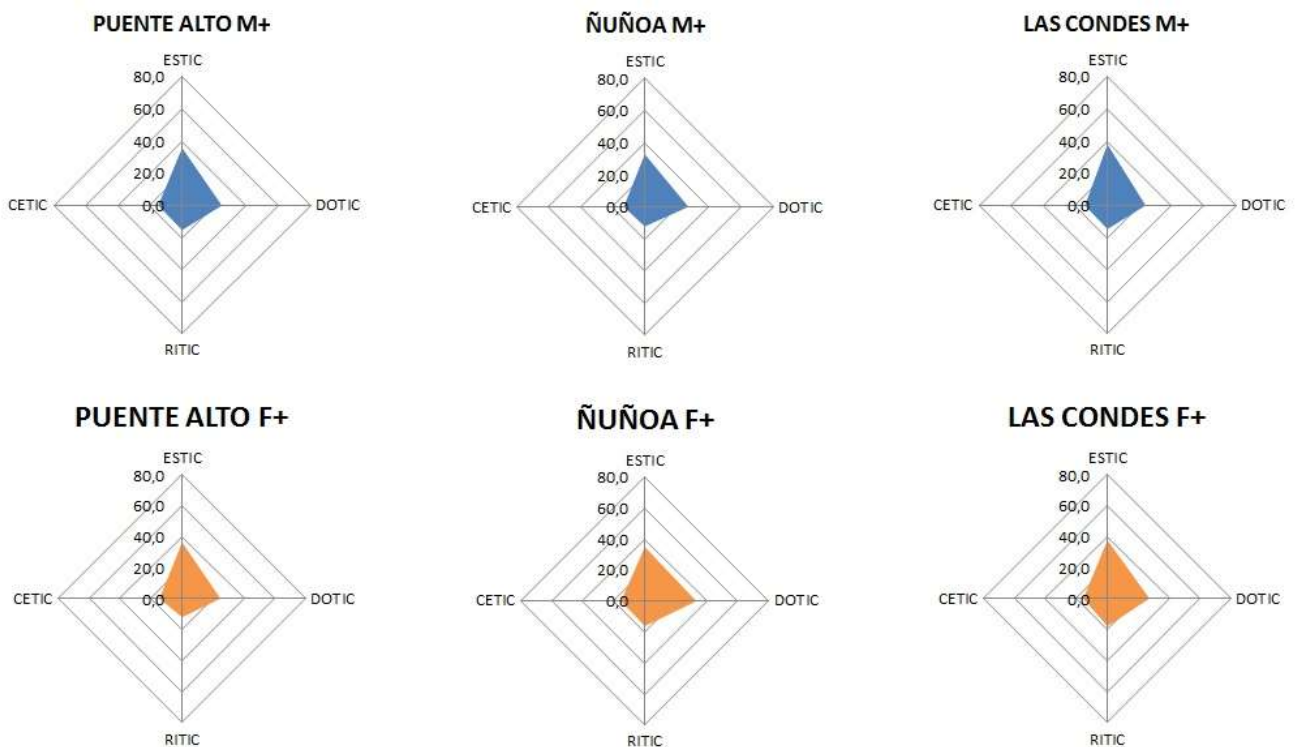 PUENTE ALTO M+
ESTIC
80,0
60,0
40,0
20,0
0,0
CETIC
DOTIC
RITIC
ÑUÑOA M+
ESTIC
80,0
60,0
40,0
20,0
0,0
CETIC
DOTIC
RITIC
LAS CONDES M+
ESTIC
80,0
60,0
40,0
20,0
0,0
CETIC
DOTIC
RITIC
PUENTE ALTO F+
ESTIC
80,0
60,0
40,0
20,0
0,0
CETIC
DOTIC
RITIC
ÑUÑOA F+
ESTIC
80,0
60,0
40,0
20,0
0,0
CETIC
DOTIC
RITIC
LAS CONDES F+
ESTIC
80,0
60,0
40,0
20,0
0,0
CETIC
DOTIC
RITIC